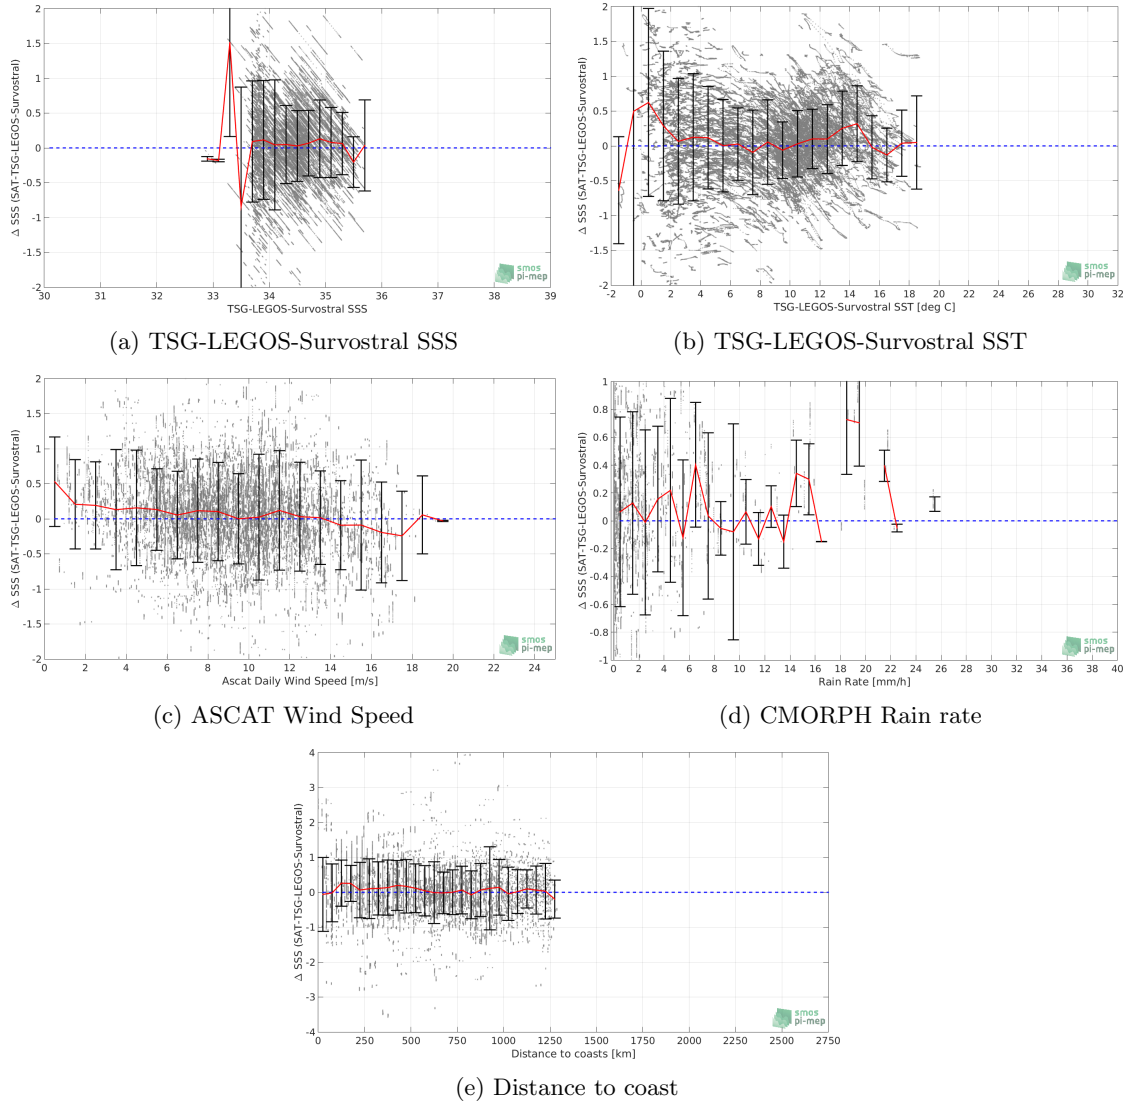 2
1.5
1
0.5
0
-0.5
-1
-1.5
-2
Δ SSS (SAT-TSG-LEGOS-Survostral)
30 31 32 33 34 35 36 37 38 39
TSG-LEGOS-Survostral SSS
smos
pi-mep
(a) TSG-LEGOS-Survostral SSS
2
1.5
1
0.5
0
-0.5
-1
-1.5
-2
Δ SSS (SAT-TSG-LEGOS-Survostral)
-2 0 2 4 6 8 10 12 14 16 18 20 22 24 26 28 30 32
TSG-LEGOS-Survostral SST [deg C]
smos
pi-mep
(b) TSG-LEGOS-Survostral SST
2
1.5
1
0.5
0
-0.5
-1
-1.5
-2
Δ SSS (SAT-TSG-LEGOS-Survostral)
0 2 4 6 8 10 12 14 16 18 20 22 24
Ascat Daily Wind Speed [m/s]
smos
pi-mep
(c) ASCAT Wind Speed
1
0.8
0.6
0.4
0.2
0
-0.2
-0.4
-0.6
-0.8
-1
Δ SSS (SAT-TSG-LEGOS-Survostral)
0 2 4 6 8 10 12 14 16 18 20 22 24 26 28 30 32 34 36 38 40
Rain Rate [mm/h]
smos
pi-mep
(d) CMORPH Rain rate
4
3
2
1
0
-1
-2
-3
-4
Δ SSS (SAT-TSG-LEGOS-Survostral)
0 250 500 750 1000 1250 1500 1750 2000 2250 2500 2750
Distance to coasts [km]
smos
pi-mep
(e) Distance to coast